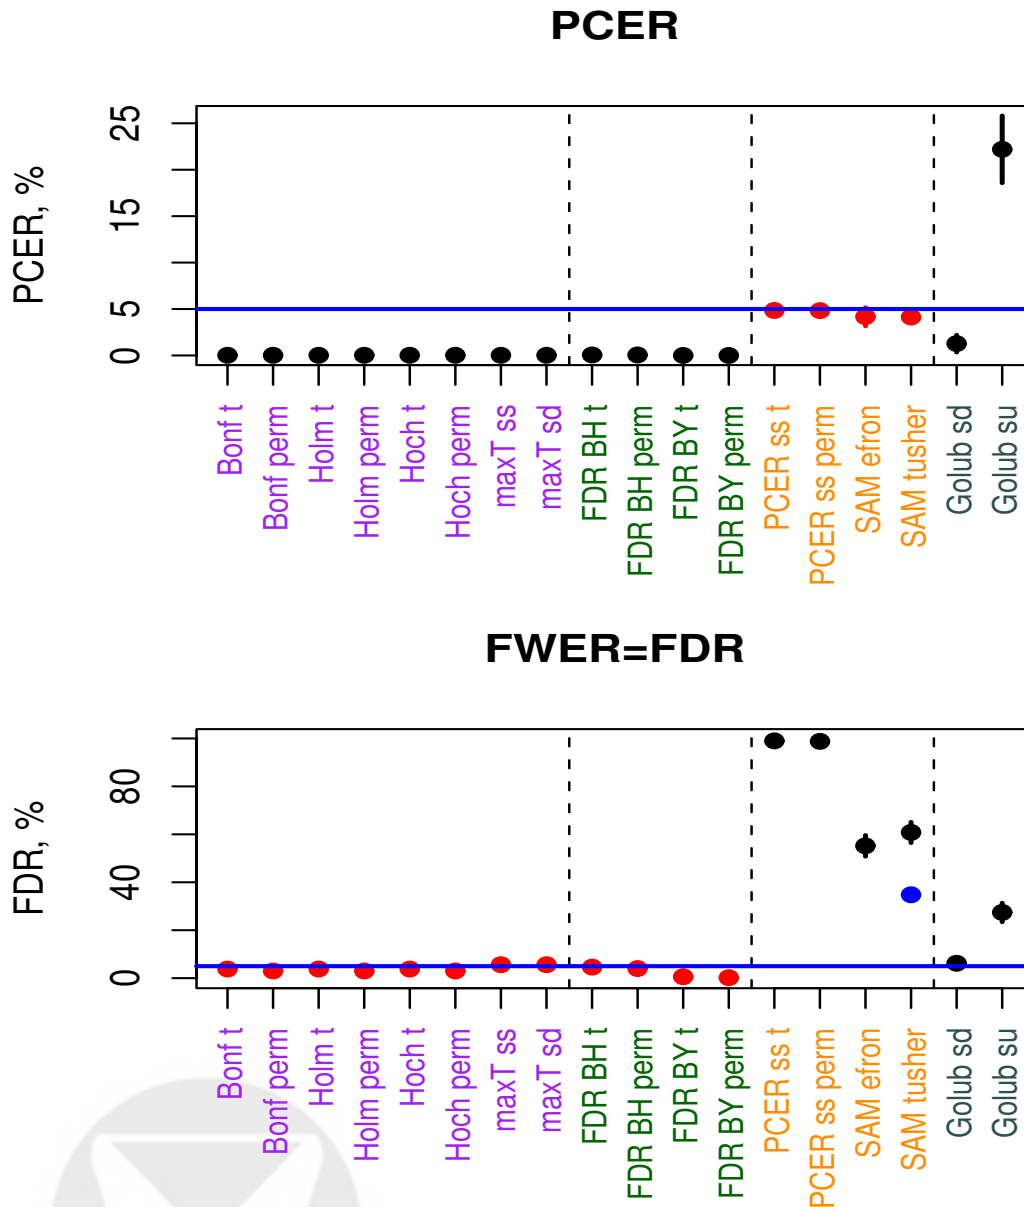 PCER
PCER, %
25
15
5
0
Bonf t
Bonf perm
Holm t
Holm perm
Hoch t
Hoch perm
maxT ss
maxT sd
FDR BH t
FDR BH perm
FDR BY t
FDR BY perm
PCER ss t
PCER ss perm
SAM efron
SAM tusher
Golub sd
Golub su
FWER=FDR
FDR, %
80
40
0
Bonf t
Bonf perm
Holm t
Holm perm
Hoch t
Hoch perm
maxT ss
maxT sd
FDR BH t
FDR BH perm
FDR BY t
FDR BY perm
PCER ss t
PCER ss perm
SAM efron
SAM tusher
Golub sd
Golub su